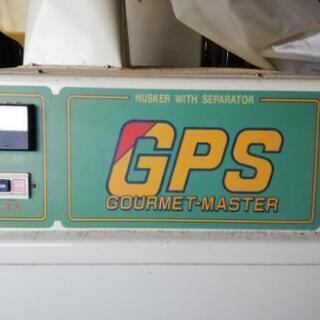 HUSKER WITH SEPARATOR
GPS
GOURMET-MASTER